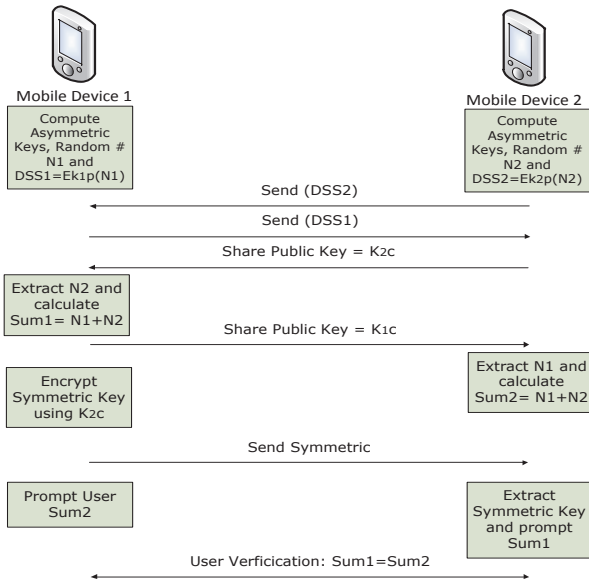 Mobile Device 1
Mobile Device 2
Compute
Asymmetric
Keys, Random #
N1 and
DSS1=Ek1p(N1)
Compute
Asymmetric
Keys, Random #
N2 and
DSS2=Ek2p(N2)
Send (DSS2)
Send (DSS1)
Share Public Key = K2c
Extract N2 and
calculate
Sum1= N1+N2
Share Public Key = K1c
Extract N1 and
calculate
Sum2= N1+N2
Encrypt
Symmetric Key
using K2c
Send Symmetric
Prompt User
Sum2
Extract
Symmetric Key
and prompt
Sum1
User Verficication: Sum1=Sum2